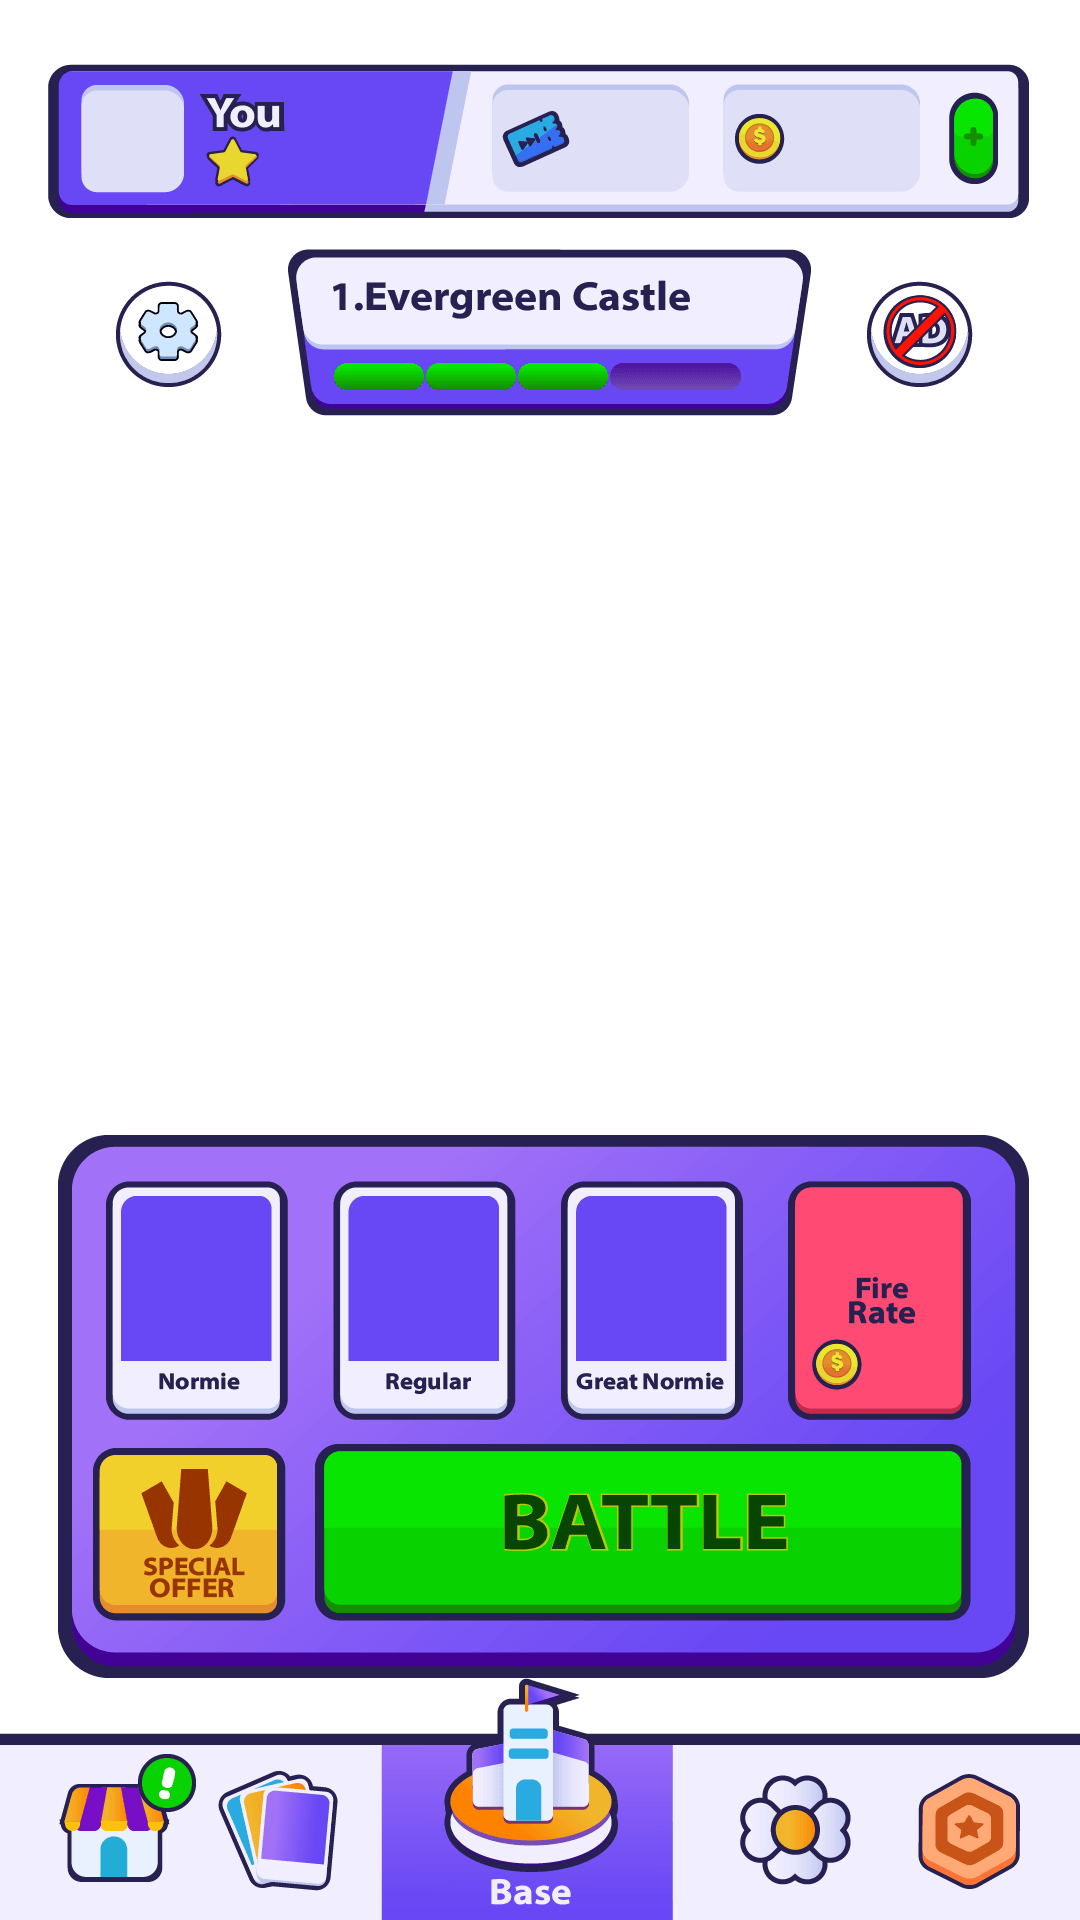 You
1.Evergreen Castle
AD
Normie
Regular
Great Normie
Fire
Rate
SPECIAL
OFFER
BATTLE
Base